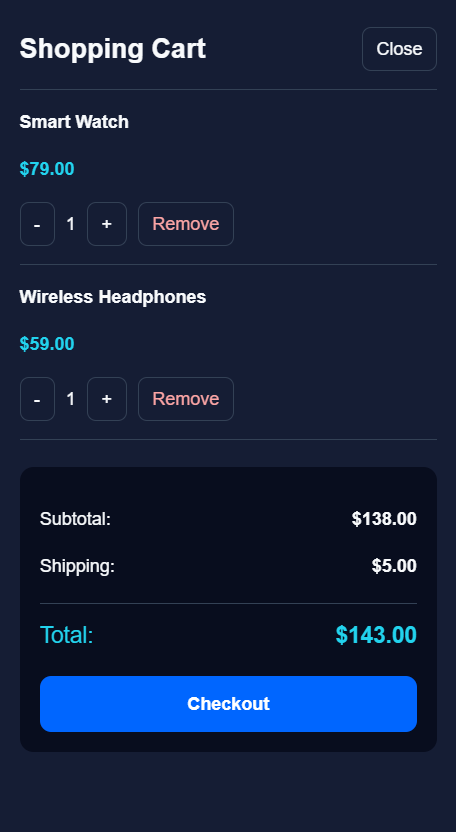 Shopping Cart Close
Smart Watch
$79.00
- 1 + Remove
Wireless Headphones
$59.00
- 1 + Remove
Subtotal: $138.00
Shipping: $5.00
Total: $143.00
Checkout